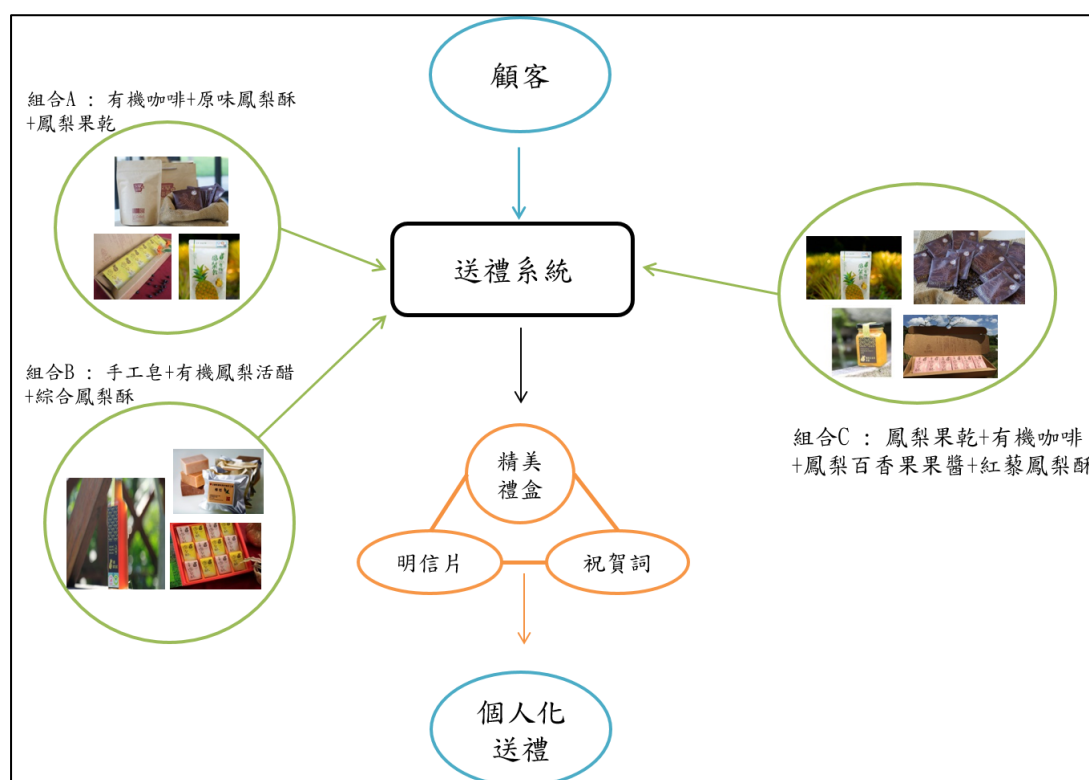 顧客
組合A : 有機咖啡+原味鳳梨酥
+鳳梨果乾
送禮系統
組合B : 手工皂+有機鳳梨活醋
+綜合鳳梨酥
組合C : 鳳梨果乾+有機咖啡
+鳳梨百香果果醬+紅藜鳳梨酥
精美
禮盒
明信片
祝賀詞
個人化
送禮